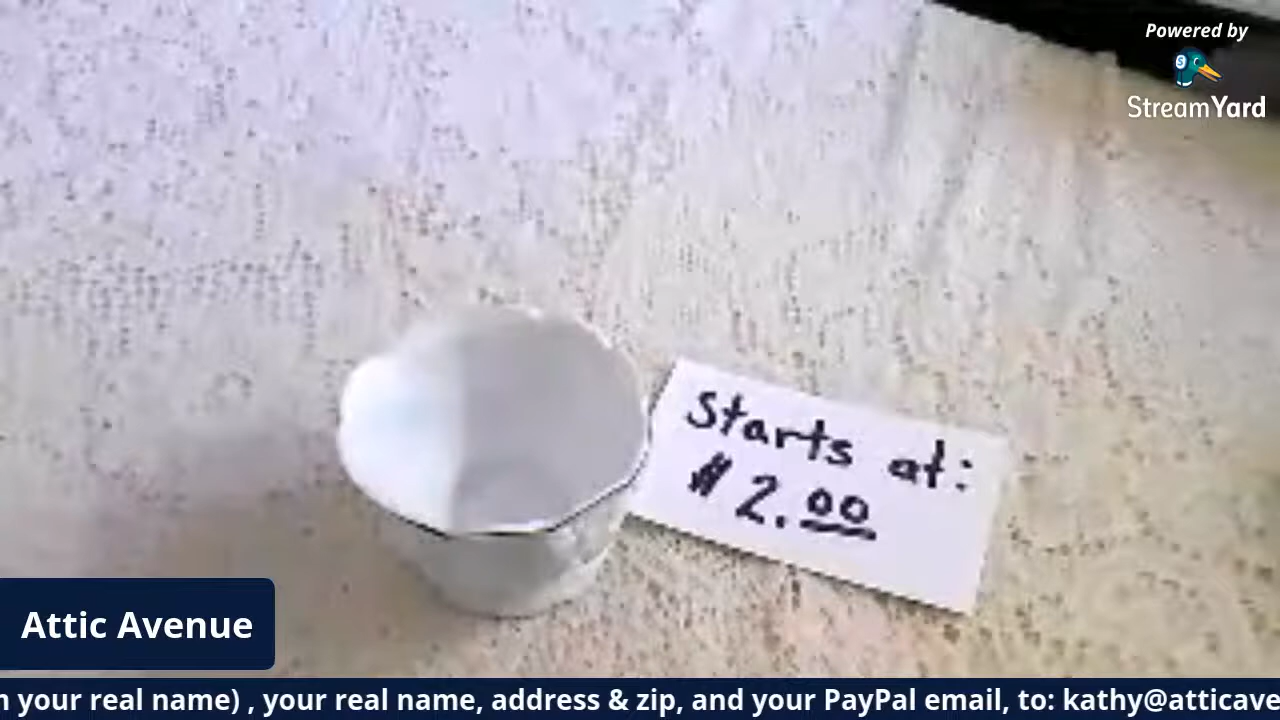 Powered by
StreamYard
Starts at:
$2.00
Attic Avenue
your real name) , your real name, address & zip, and your PayPal email, to: kathy@atticave